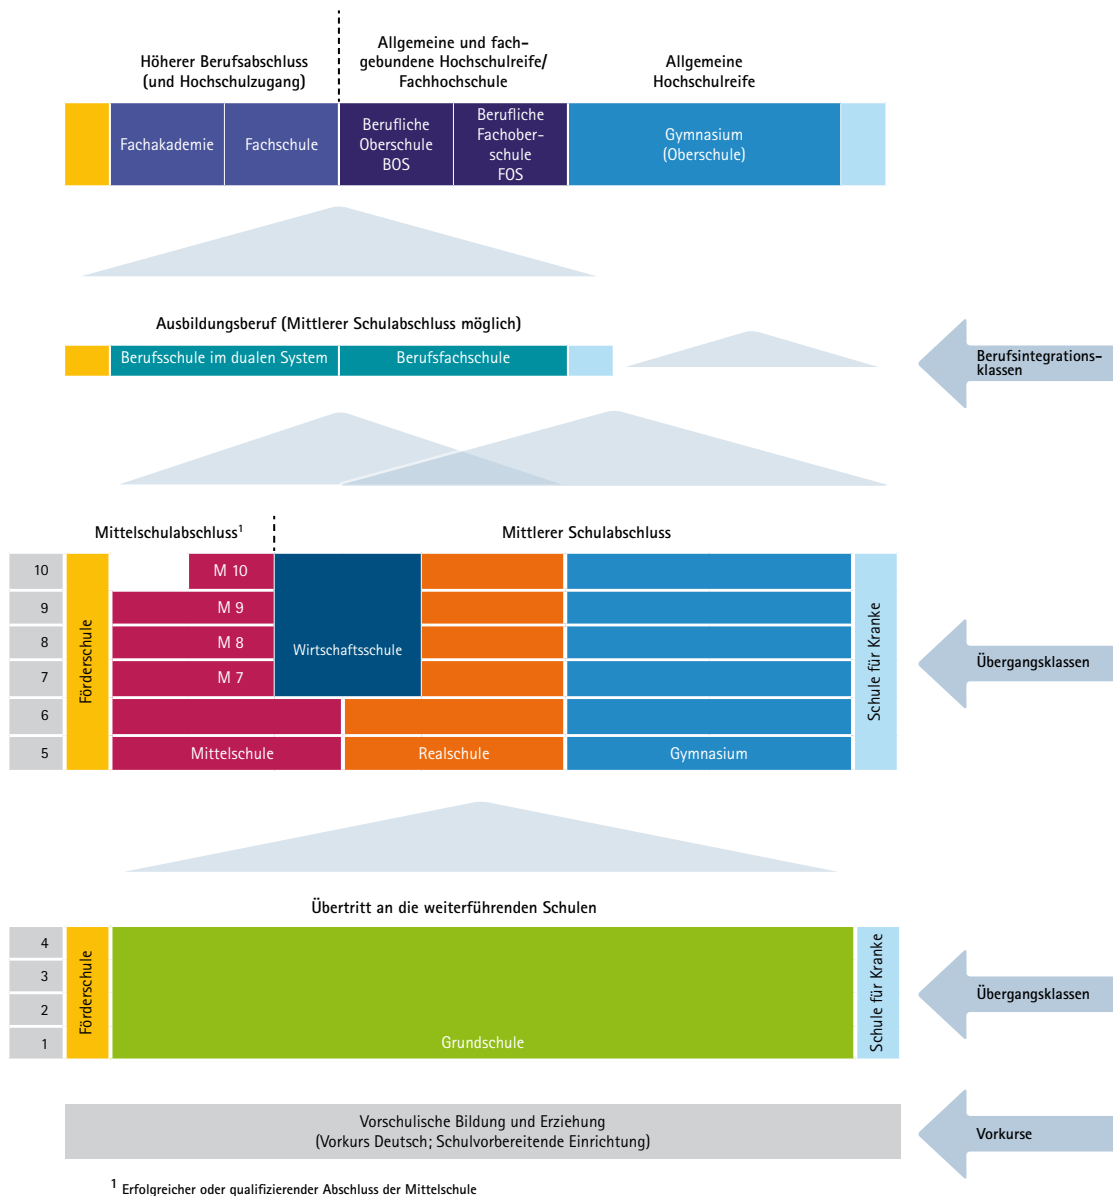 Höherer Berufsabschluss
(und Hochschulzugang)
Allgemeine und fach-
gebundene Hochschulreife/
Fachhochschule
Allgemeine
Hochschulreife
Fachakademie
Fachschule
Berufliche
Oberschule
BOS
Berufliche
Fachober-
schule
FOS
Gymnasium
(Oberschule)
Ausbildungsberuf (Mittlerer Schulabschluss möglich)
Berufsschule im dualen System
Berufsfachschule
Berufsintegrations-
klassen
Mittelschulabschluss¹
Mittlerer Schulabschluss
10
M 10
9
M 9
8
M 8
7
M 7
6
5
Förderschule
Wirtschaftsschule
Mittelschule
Realschule
Gymnasium
Schule für Kranke
Übergangsklassen
Übertritt an die weiterführenden Schulen
4
3
2
1
Förderschule
Grundschule
Schule für Kranke
Übergangsklassen
Vorschulische Bildung und Erziehung
(Vorkurs Deutsch; Schulvorbereitende Einrichtung)
Vorkurse
¹ Erfolgreicher oder qualifizierender Abschluss der Mittelschule